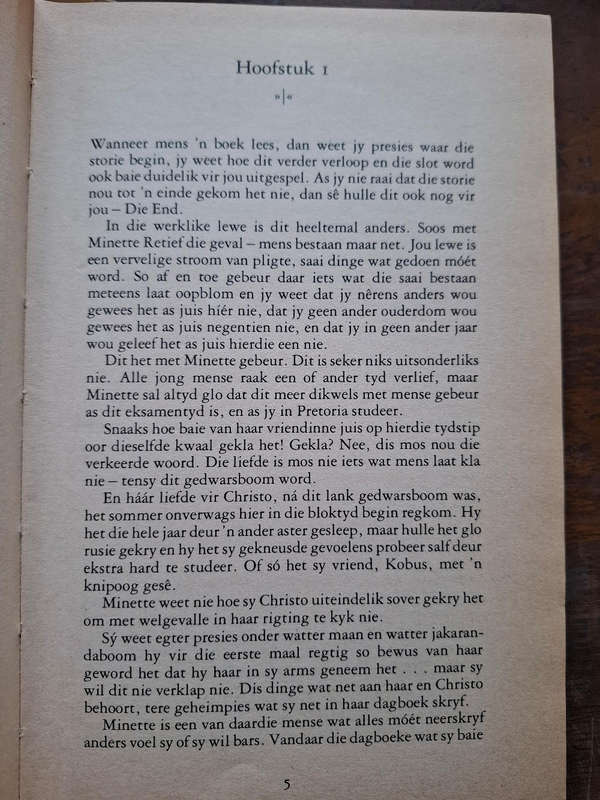 Hoofstuk 1
»|«
Wanneer mens 'n boek lees, dan weet jy presies waar die
storie begin, jy weet hoe dit verder verloop en die slot word
ook baie duidelik vir jou uitgespel. As jy nie raai dat die storie
nou tot 'n einde gekom het nie, dan sê hulle dit ook nog vir
jou – Die End.
In die werklike lewe is dit heeltemal anders. Soos met
Minette Retief die geval – mens bestaan maar net. Jou lewe is
een vervelige stroom van pligte, saai dinge wat gedoen móét
word. So af en toe gebeur daar iets wat die saai bestaan
meteens laat oopblom en jy weet dat jy nêrens anders wou
gewees het as juis híér nie, dat jy geen ander ouderdom wou
gewees het as juis negentien nie, en dat jy in geen ander jaar
wou geleef het as juis hierdie een nie.
Dit het met Minette gebeur. Dit is seker niks uitsonderliks
nie. Alle jong mense raak een of ander tyd verlief, maar
Minette sal altyd glo dat dit meer dikwels met mense gebeur
as dit eksamentyd is, en as jy in Pretoria studeer.
Snaaks hoe baie van haar vriendinne juis op hierdie tydstip
oor dieselfde kwaal gekla het! Gekla? Nee, dis mos nou die
verkeerde woord. Die liefde is mos nie iets wat mens laat kla
nie – tensy dit gedwarsboom word.
En háár liefde vir Christo, ná dit lank gedwarsboom was,
het sommer onverwags hier in die bloktyd begin regkom. Hy
het die hele jaar deur 'n ander aster gesleep, maar hulle het glo
rusie gekry en hy het sy gekneusde gevoelens probeer salf deur
ekstra hard te studeer. Of só het sy vriend, Kobus, met 'n
knipoog gesê.
Minette weet nie hoe sy Christo uiteindelik sover gekry het
om met welgevalle in haar rigting te kyk nie.
Sý weet egter presies onder watter maan en watter jakaran-
daboom hy vir die eerste maal regtig so bewus van haar
geword het dat hy haar in sy arms geneem het . . . maar sy
wil dit nie verklap nie. Dis dinge wat net aan haar en Christo
behoort, tere geheimpies wat sy net in haar dagboek skryf.
Minette is een van daardie mense wat alles móét neerskryf
anders voel sy of sy wil bars. Vandaar die dagboeke wat sy baie
5